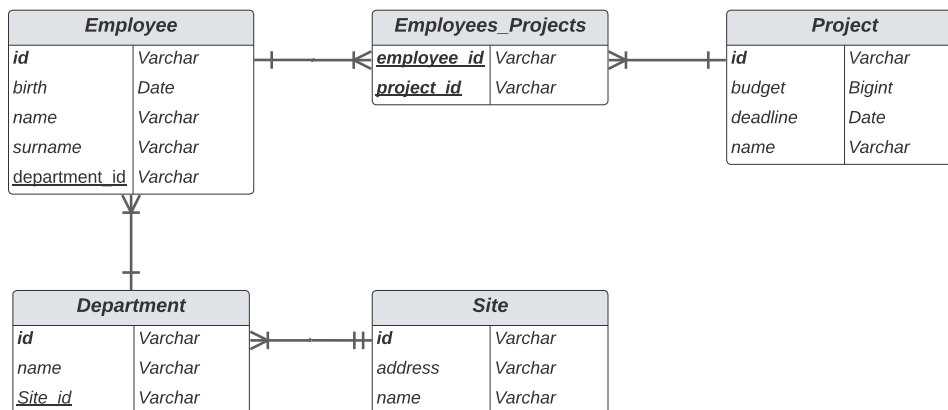 Employee
id Varchar
birth Date
name Varchar
surname Varchar
department_id Varchar
Employees_Projects
employee_id Varchar
project_id Varchar
Project
id Varchar
budget Bigint
deadline Date
name Varchar
Department
id Varchar
name Varchar
Site_id Varchar
Site
id Varchar
address Varchar
name Varchar